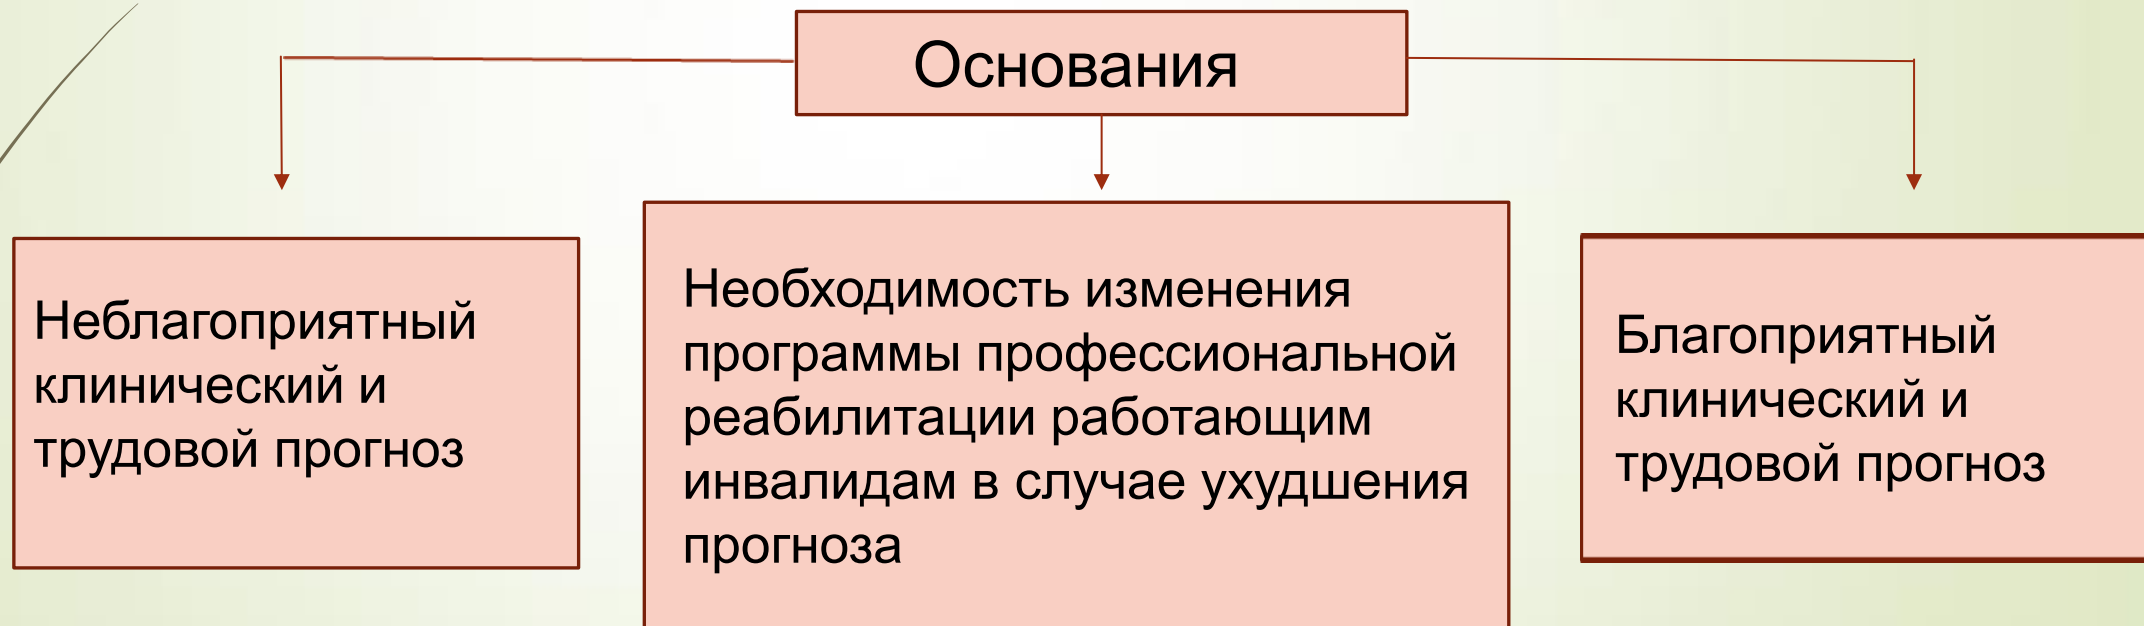 Основания
Неблагоприятный
клинический и
трудовой прогноз
Необходимость изменения
программы профессиональной
реабилитации работающим
инвалидам в случае ухудшения
прогноза
Благоприятный
клинический и
трудовой прогноз